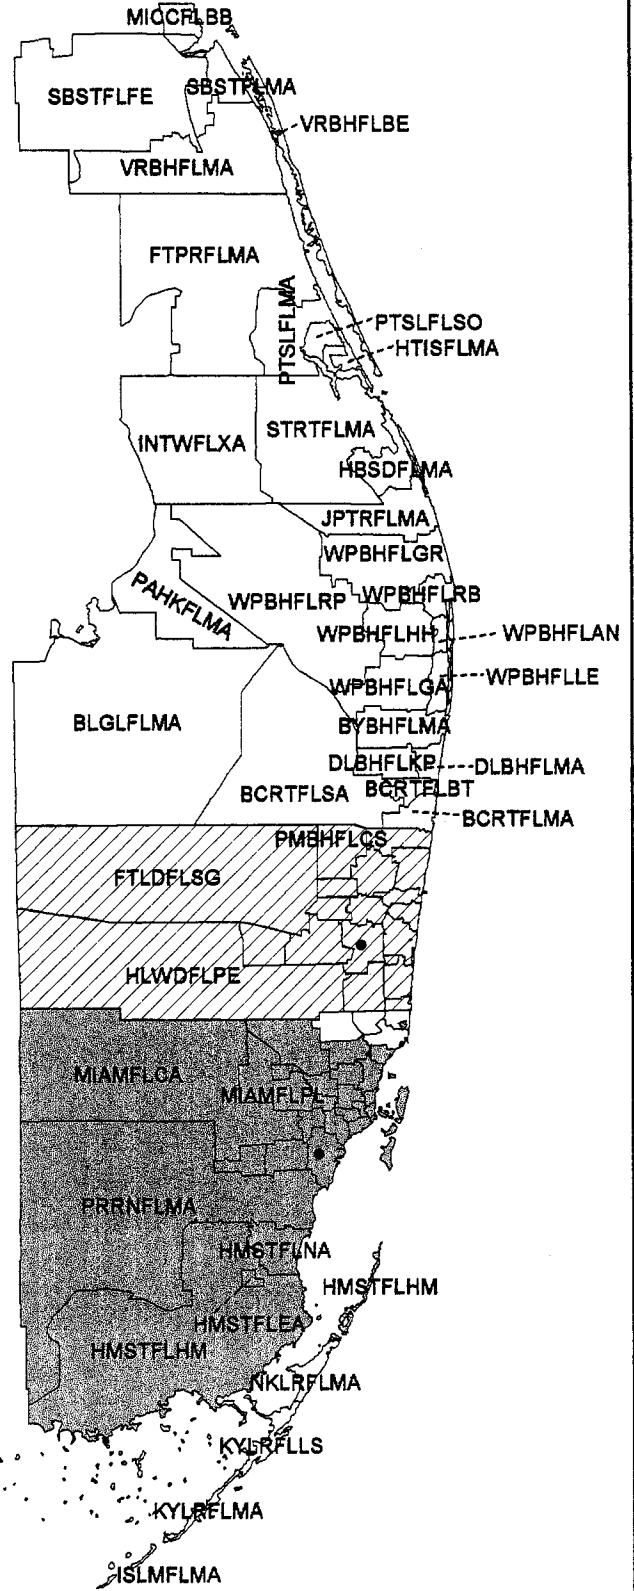 MICCFLBB
SBSTFLFE
SBSTFLMA
VRBHFLBE
VRBHFLMA
FTPRFLMA
PTSLFLMA
PTSLFLSO
HTISFLMA
INTWFLXA
STRTFLMA
HBSDFLMA
JPTRFLMA
WPBHFLGR
PAHKFLMA
WPBHFLRP
WPBHFLRB
WPBHFLHH
WPBHFLAN
WPBHFLGA
WPBHFLLE
BLGLFLMA
BYBHFLMA
DLBHFLKP
DLBHFLMA
BCRTFLSA
BCRTFLBT
BCRTFLMA
PMBHFLCS
FTLDFLSG
HLWDFLPE
MIAMFLCA
MIAMFLPL
PRRNFLMA
HMSTFLNA
HMSTFLHM
HMSTFLEA
HMSTFLHM
NKLRFLMA
KYLRFLLS
KYLRFLMA
ISLMFLMA